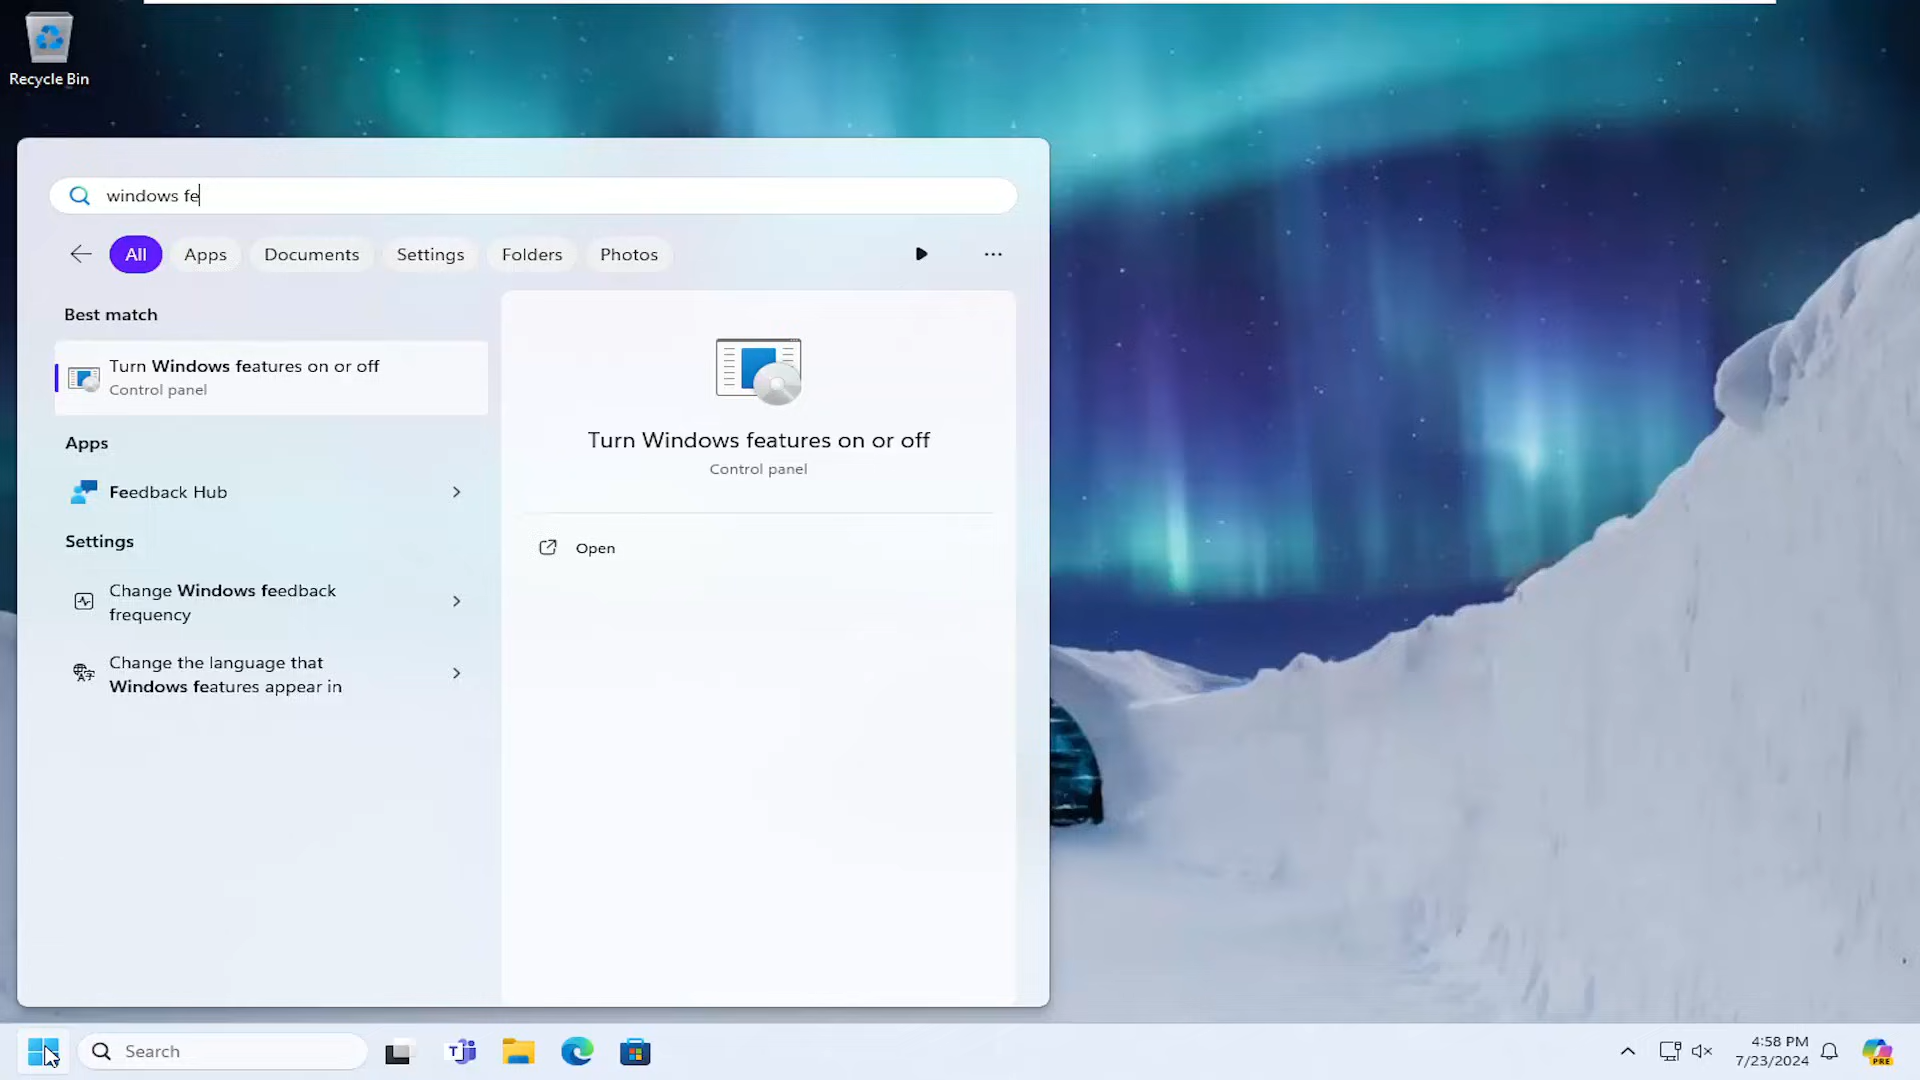 Recycle Bin
windows fe
All Apps Documents Settings Folders Photos
Best match
Turn Windows features on or off
Control panel
Apps
Feedback Hub
Settings
Change Windows feedback
frequency
Change the language that
Windows features appear in
Turn Windows features on or off
Control panel
Open
Search
4:58 PM
7/23/2024
PRE